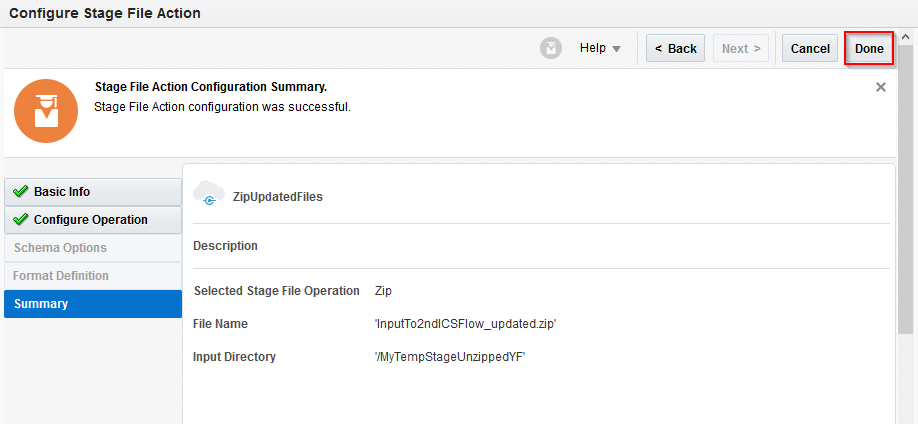 Configure Stage File Action
Help
< Back
Next >
Cancel
Done
Stage File Action Configuration Summary.
Stage File Action configuration was successful.
Basic Info
Configure Operation
Schema Options
Format Definition
Summary
ZipUpdatedFiles
Description
Selected Stage File Operation Zip
File Name 'InputTo2ndICSFlow_updated.zip'
Input Directory '/MyTempStageUnzippedYF'